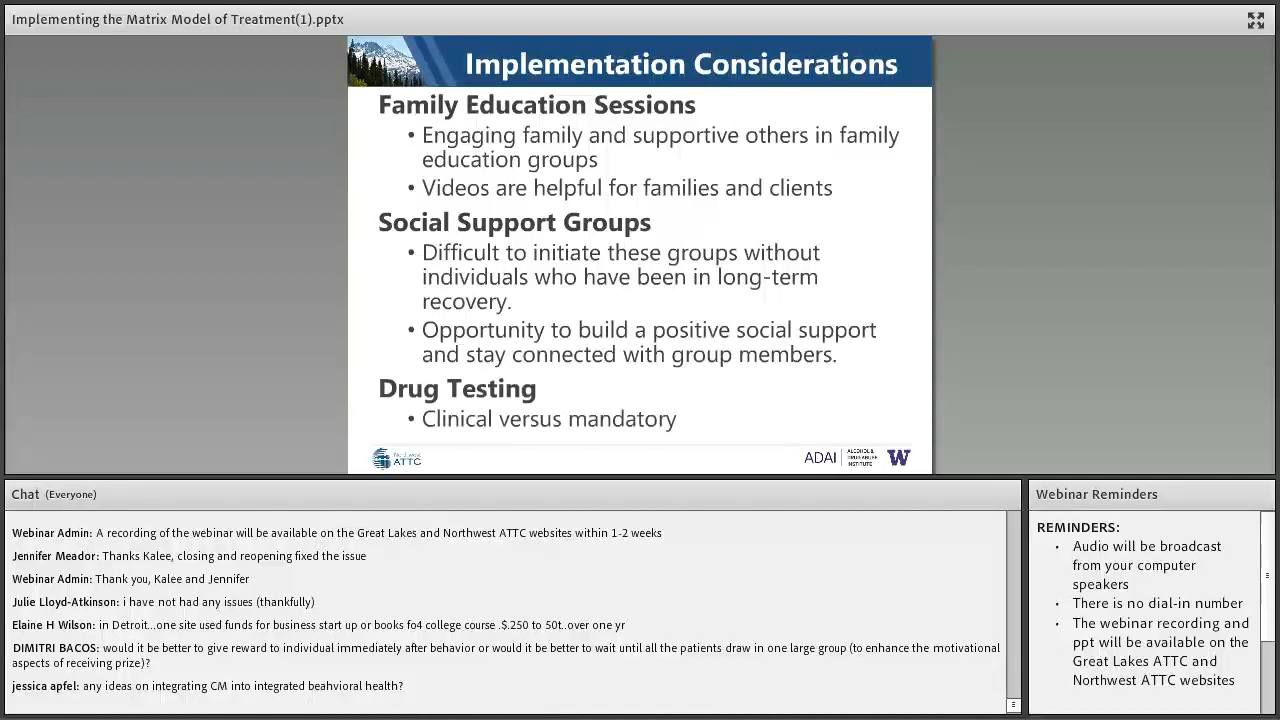 Implementing the Matrix Model of Treatment(1).pptx
Implementation Considerations
Family Education Sessions
• Engaging family and supportive others in family
education groups
• Videos are helpful for families and clients
Social Support Groups
• Difficult to initiate these groups without
individuals who have been in long-term
recovery.
• Opportunity to build a positive social support
and stay connected with group members.
Drug Testing
• Clinical versus mandatory
Northwest
ATTC
ADAI
ALCOHOL &
DRUG ABUSE
INSTITUTE
W
Chat (Everyone)
Webinar Admin: A recording of the webinar will be available on the Great Lakes and Northwest ATTC websites within 1-2 weeks
Jennifer Meador: Thanks Kalee, closing and reopening fixed the issue
Webinar Admin: Thank you, Kalee and Jennifer
Julie Lloyd-Atkinson: i have not had any issues (thankfully)
Elaine H Wilson: in Detroit...one site used funds for business start up or books fo4 college course .$.250 to 50t..over one yr
DIMITRI BACOS: would it be better to give reward to individual immediately after behavior or would it be better to wait until all the patients draw in one large group (to enhance the motivational
aspects of receiving prize)?
jessica apfel: any ideas on integrating CM into integrated beahvioral health?
Webinar Reminders
REMINDERS:
• Audio will be broadcast
from your computer
speakers
• There is no dial-in number
• The webinar recording and
ppt will be available on the
Great Lakes ATTC and
Northwest ATTC websites